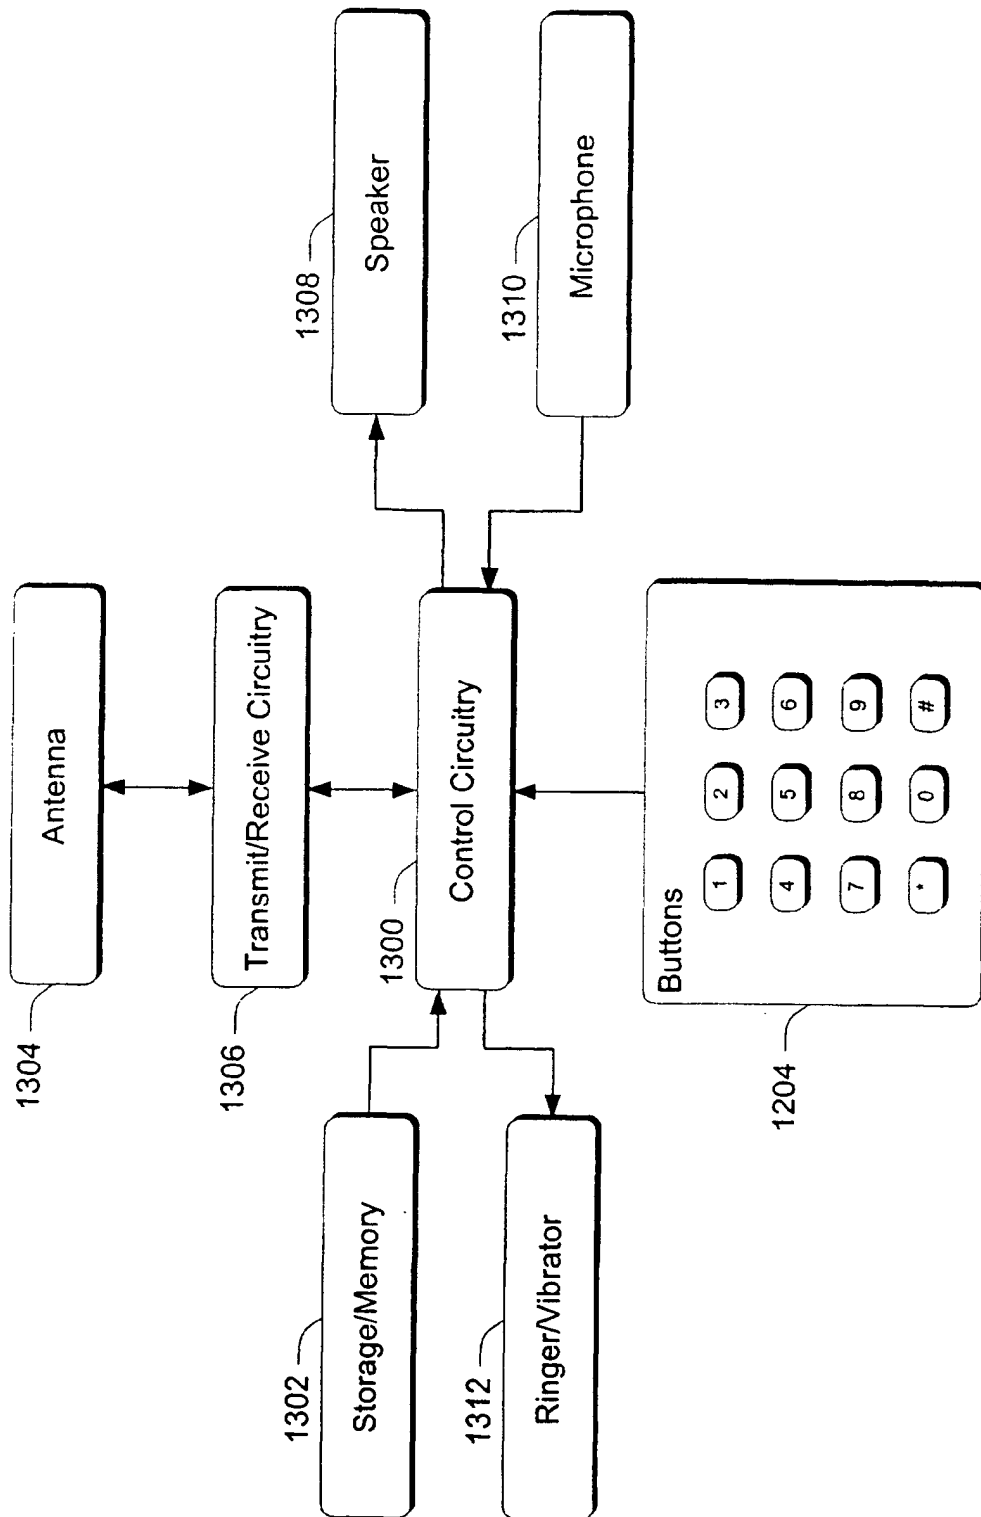 Antenna
1304
Transmit/Receive Circuitry
1306
Storage/Memory
1302
Control Circuitry
1300
Speaker
1308
Ringer/Vibrator
1312
Microphone
1310
Buttons
1 2 3
4 5 6
7 8 9
* 0 #
1204